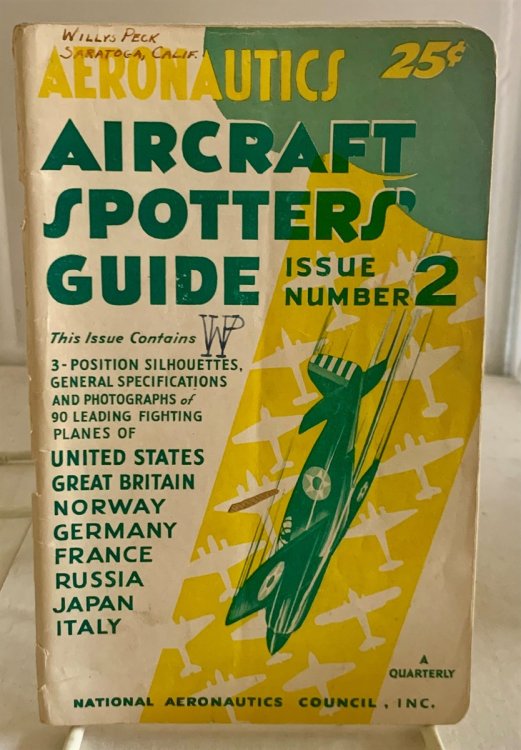 WILLYS PECK
SARATOGA, CALIF.
AERONAUTICS
25¢
AIRCRAFT
SPOTTERS'
GUIDE
ISSUE
NUMBER 2
This Issue Contains
WP
3-POSITION SILHOUETTES,
GENERAL SPECIFICATIONS
AND PHOTOGRAPHS of
90 LEADING FIGHTING
PLANES OF
UNITED STATES
GREAT BRITAIN
NORWAY
GERMANY
FRANCE
RUSSIA
JAPAN
ITALY
A
QUARTERLY
NATIONAL AERONAUTICS COUNCIL, INC.